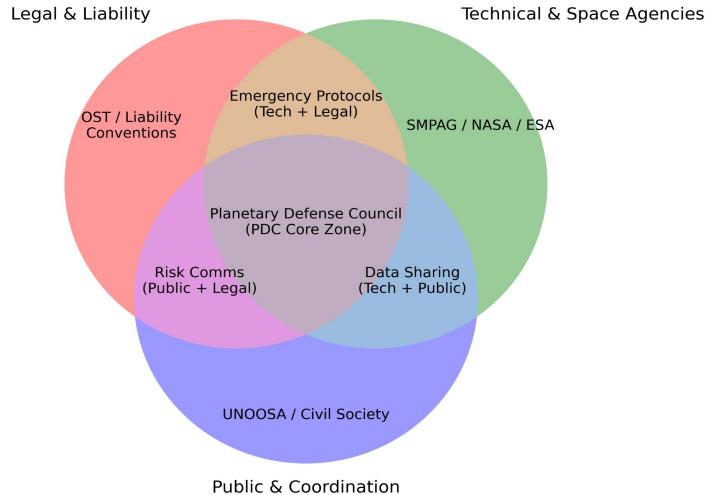 Legal & Liability
Technical & Space Agencies
Emergency Protocols
(Tech + Legal)
OST / Liability
Conventions
SMPAG / NASA / ESA
Planetary Defense Council
(PDC Core Zone)
Risk Comms
(Public + Legal)
Data Sharing
(Tech + Public)
UNOOSA / Civil Society
Public & Coordination